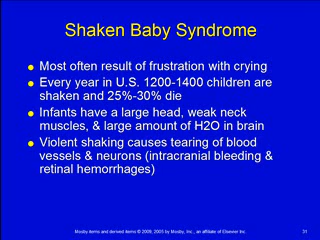 Shaken Baby Syndrome
Most often result of frustration with crying
Every year in U.S. 1200-1400 children are
shaken and 25%-30% die
Infants have a large head, weak neck
muscles, & large amount of H2O in brain
Violent shaking causes tearing of blood
vessels & neurons (intracranial bleeding &
retinal hemorrhages)
Mosby items and derived items © 2009, 2005 by Mosby, Inc., an affiliate of Elsevier Inc.
31